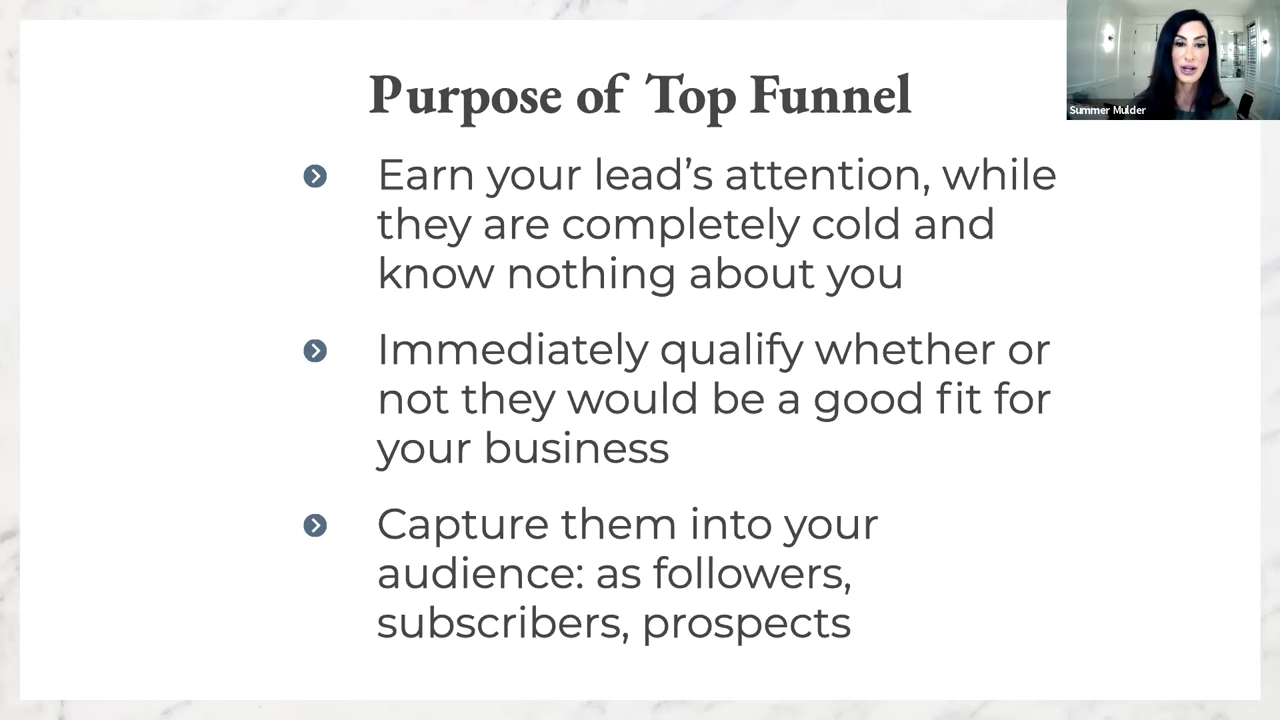 Purpose of Top Funnel
Summer Mulder
Earn your lead’s attention, while
they are completely cold and
know nothing about you
Immediately qualify whether or
not they would be a good fit for
your business
Capture them into your
audience: as followers,
subscribers, prospects